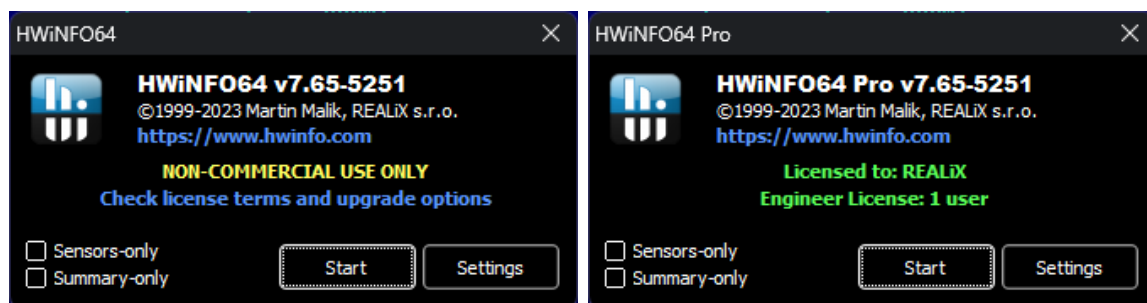 HWiNFO64
HWiNFO64 v7.65-5251
©1999-2023 Martin Malik, REALiX s.r.o.
https://www.hwinfo.com
NON-COMMERCIAL USE ONLY
Check license terms and upgrade options
Sensors-only
Summary-only
Start
Settings
HWiNFO64 Pro
HWiNFO64 Pro v7.65-5251
©1999-2023 Martin Malik, REALiX s.r.o.
https://www.hwinfo.com
Licensed to: REALiX
Engineer License: 1 user
Sensors-only
Summary-only
Start
Settings